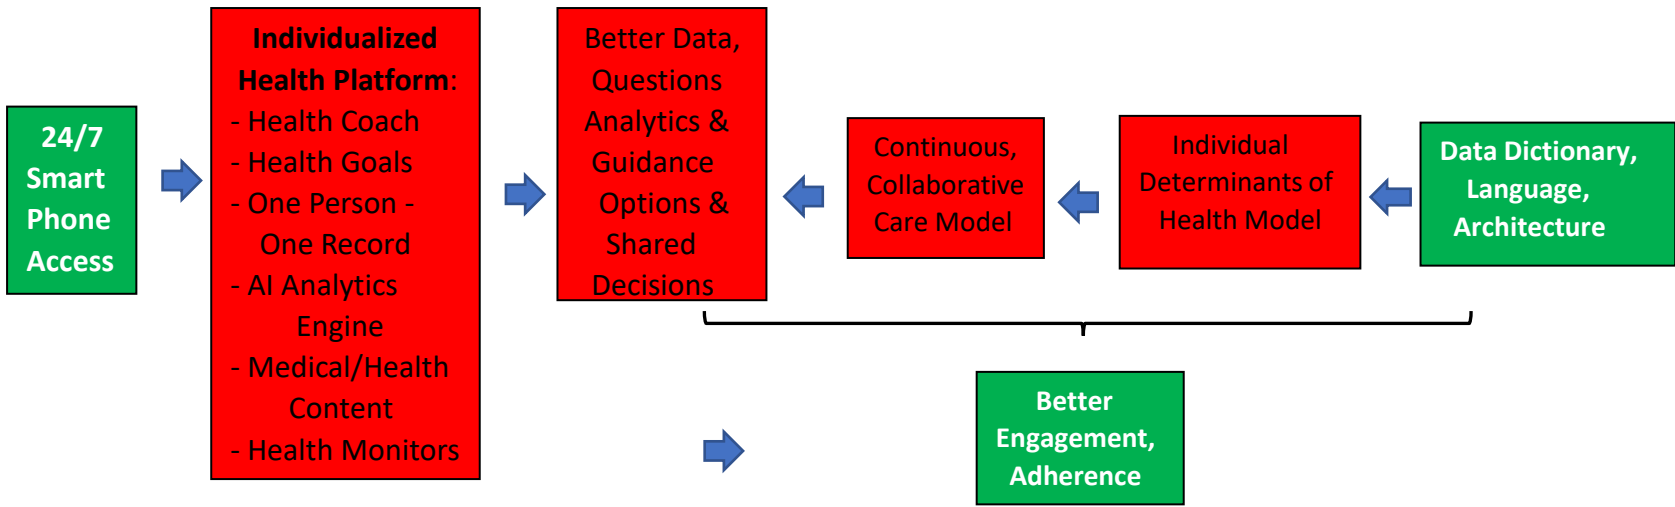 24/7
Smart
Phone
Access
Individualized
Health Platform:
- Health Coach
- Health Goals
- One Person -
One Record
- AI Analytics
Engine
- Medical/Health
Content
- Health Monitors
Better Data,
Questions
Analytics &
Guidance
Options &
Shared
Decisions
Continuous,
Collaborative
Care Model
Individual
Determinants of
Health Model
Data Dictionary,
Language,
Architecture
Better
Engagement,
Adherence